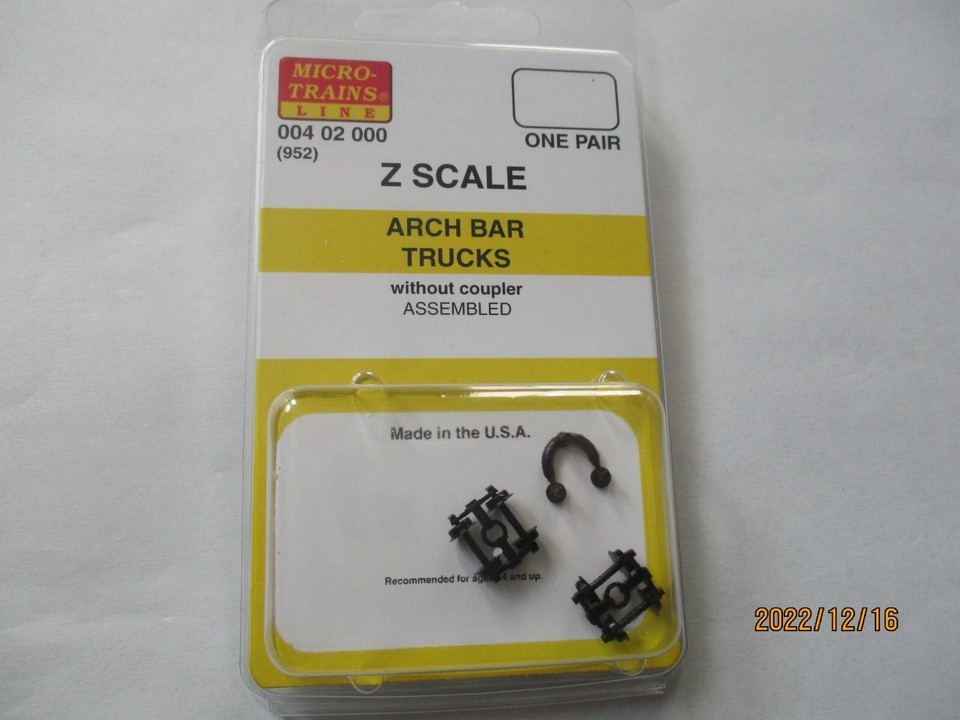 MICRO-
TRAINS®
LINE
004 02 000
(952)
ONE PAIR
Z SCALE
ARCH BAR
TRUCKS
without coupler
ASSEMBLED
Made in the U.S.A.
Recommended for 4 and up.
2022/12/16